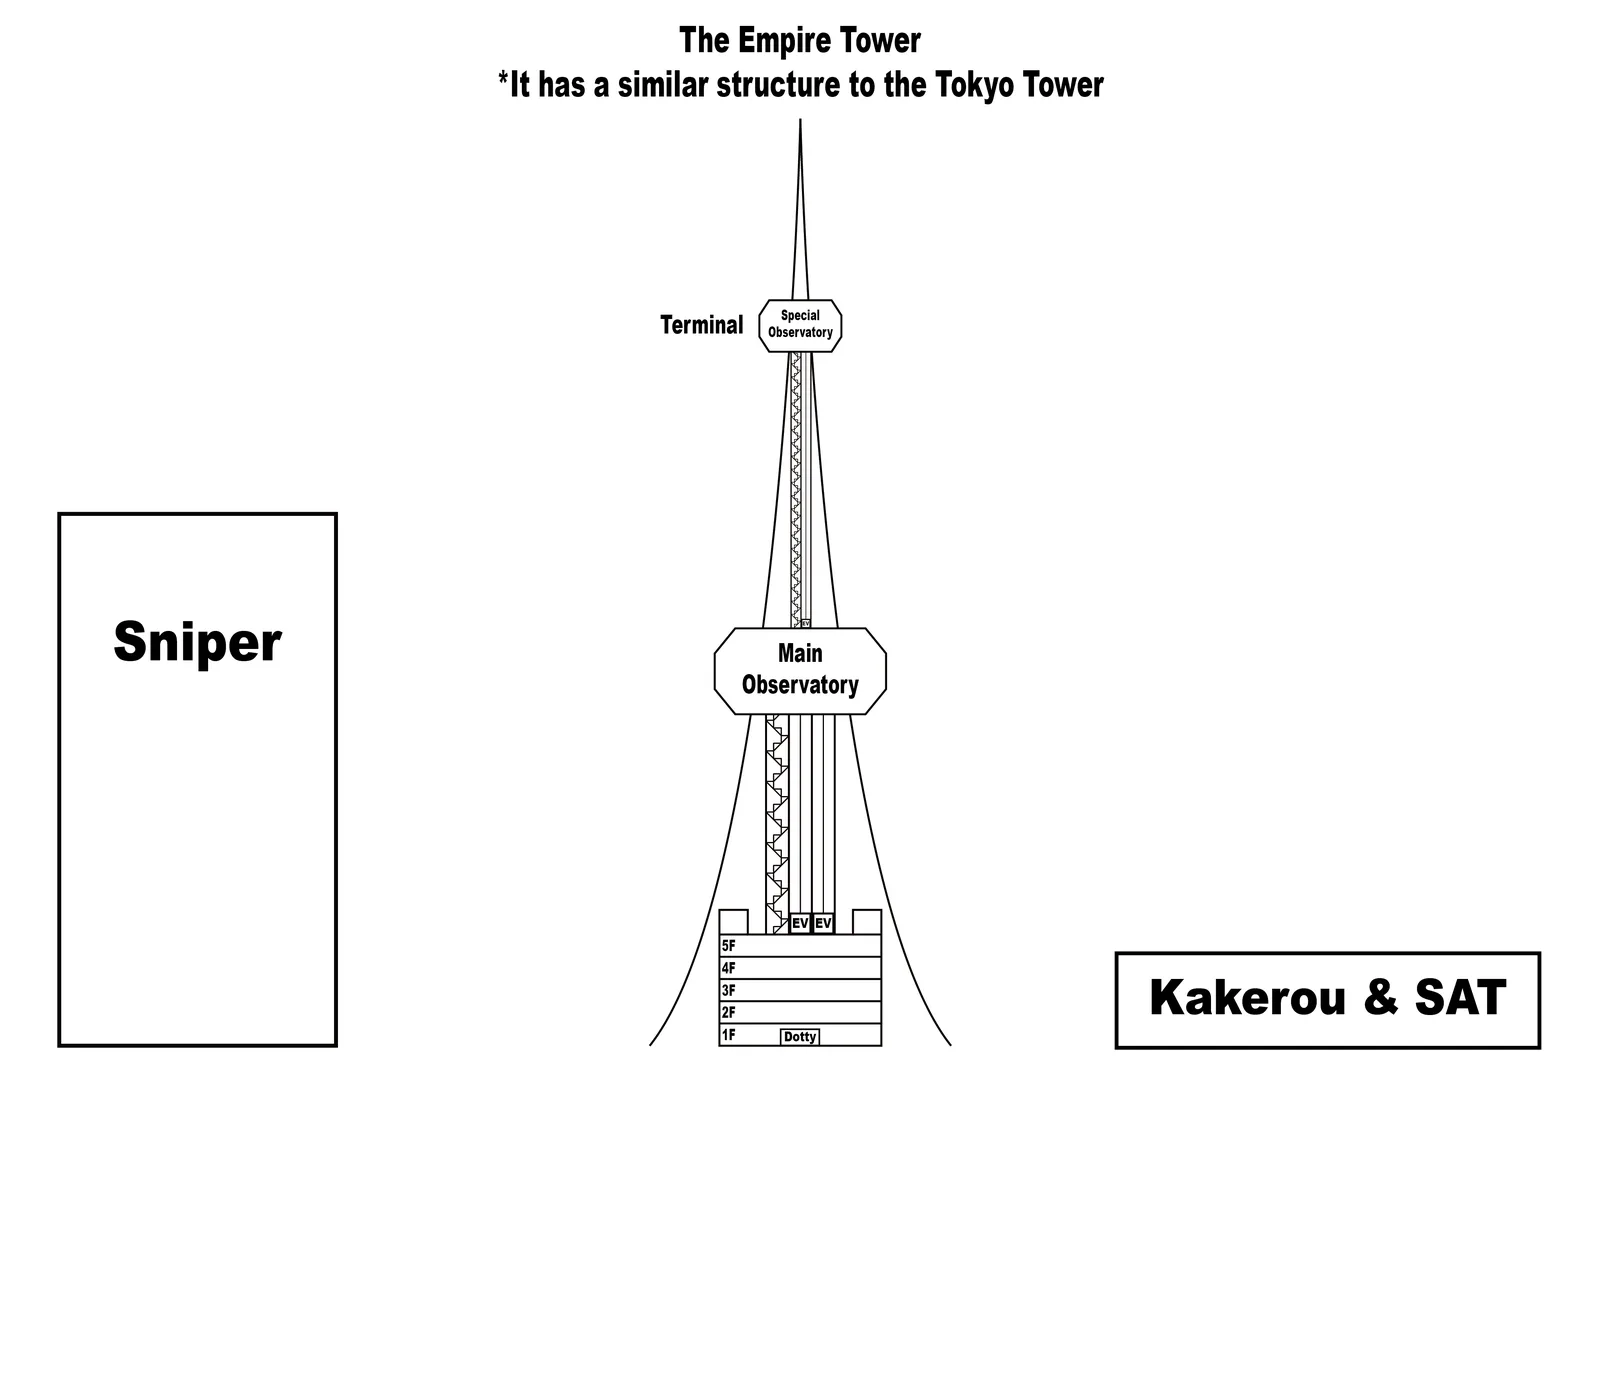 The Empire Tower
*It has a similar structure to the Tokyo Tower
Terminal
Special
Observatory
EV
Sniper
Main
Observatory
EV EV
5F
4F
3F
2F
1F
Dotty
Kakerou & SAT